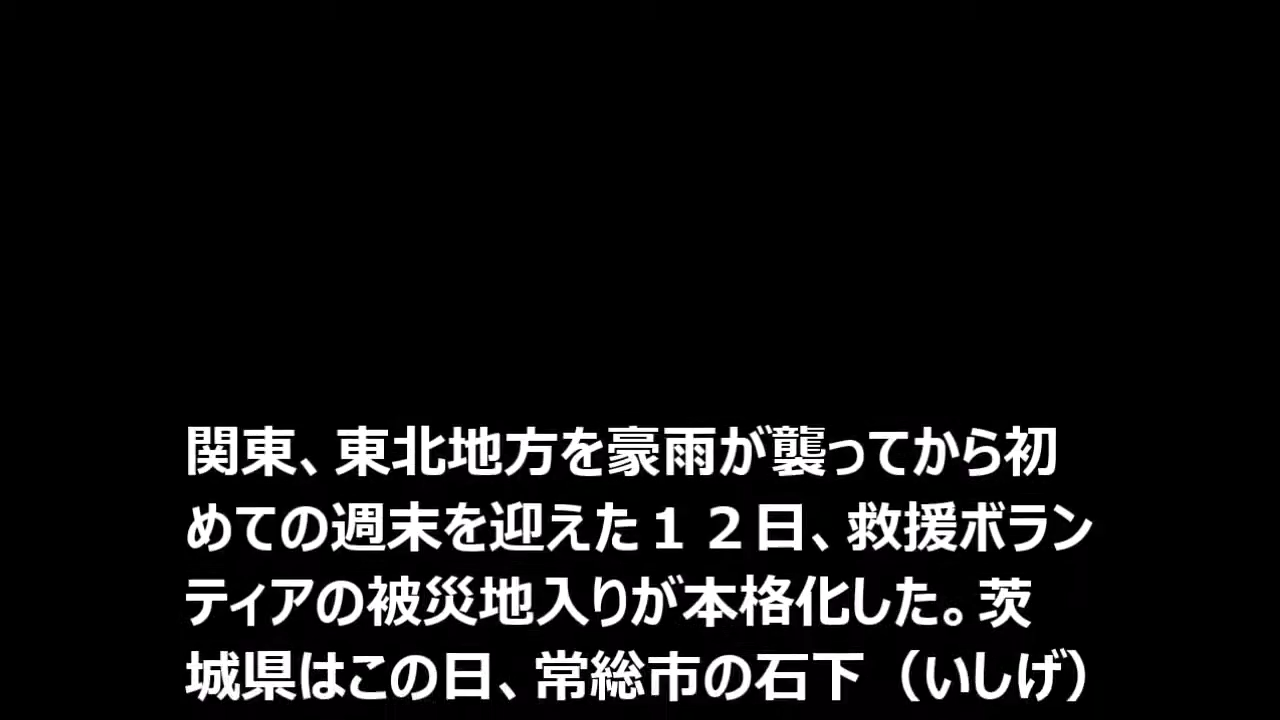 関東、東北地方を豪雨が襲ってから初
めての週末を迎えた１２日、救援ボラン
ティアの被災地入りが本格化した。茨
城県はこの日、常総市の石下（いしげ）